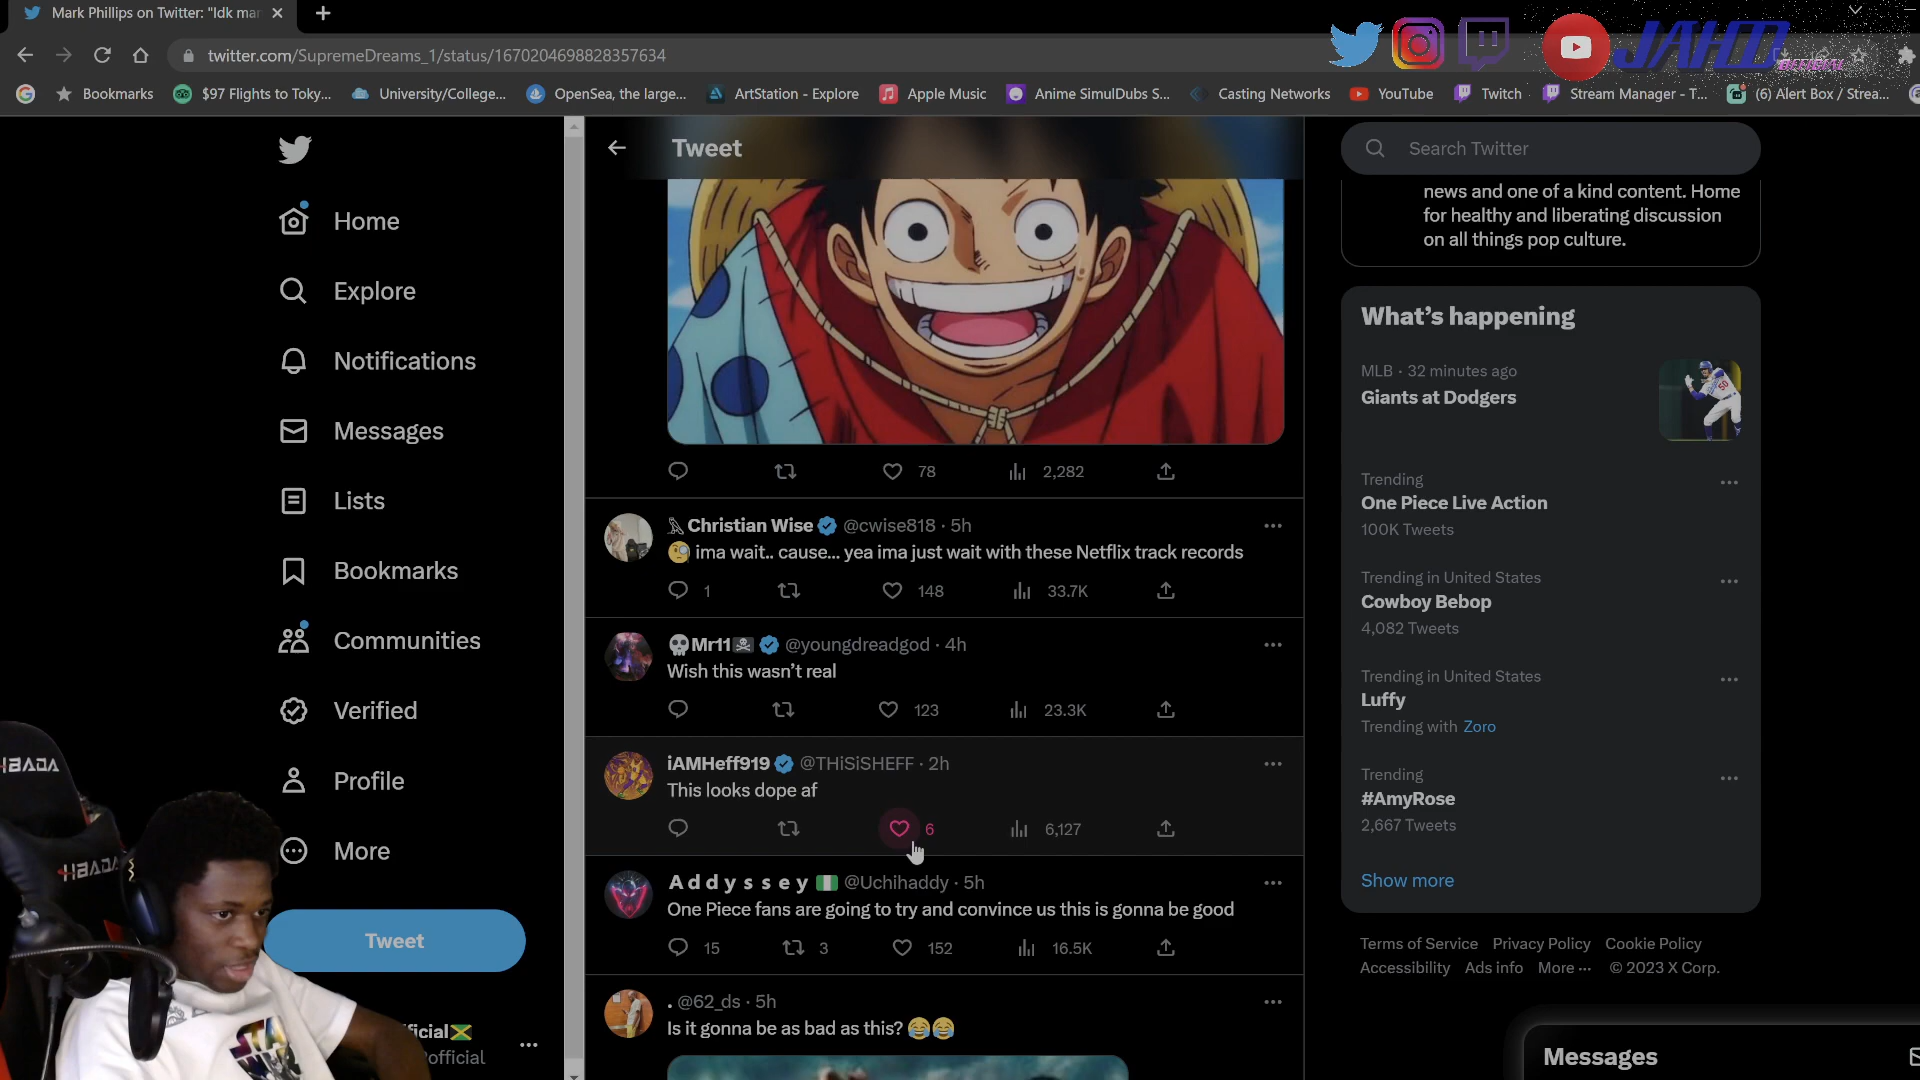 Mark Phillips on Twitter: "Idk mar
twitter.com/SupremeDreams_1/status/1670204698828357634
JAHD
OFFICIAL
Bookmarks
$97 Flights to Toky...
University/College...
OpenSea, the large...
ArtStation - Explore
Apple Music
Anime SimulDubs S...
Casting Networks
YouTube
Twitch
Stream Manager - T...
(6) Alert Box / Strea...
Home
Explore
Notifications
Messages
Lists
Bookmarks
Communities
Verified
Profile
More
Tweet
ficial
official
HBADA
HBADA
Tweet
78
2,282
Christian Wise @cwise818 · 5h
ima wait.. cause... yea ima just wait with these Netflix track records
1
148
33.7K
Mr11 @youngdreadgod · 4h
Wish this wasn't real
123
23.3K
iAMHeff919 @THiSiSHEFF · 2h
This looks dope af
6
6,127
A d d y s s e y @Uchihaddy · 5h
One Piece fans are going to try and convince us this is gonna be good
15
3
152
16.5K
. @62_ds · 5h
Is it gonna be as bad as this?
Search Twitter
news and one of a kind content. Home
for healthy and liberating discussion
on all things pop culture.
What's happening
MLB · 32 minutes ago
Giants at Dodgers
Trending
One Piece Live Action
100K Tweets
Trending in United States
Cowboy Bebop
4,082 Tweets
Trending in United States
Luffy
Trending with Zoro
Trending
#AmyRose
2,667 Tweets
Show more
Terms of Service Privacy Policy Cookie Policy
Accessibility Ads info More ··· © 2023 X Corp.
Messages